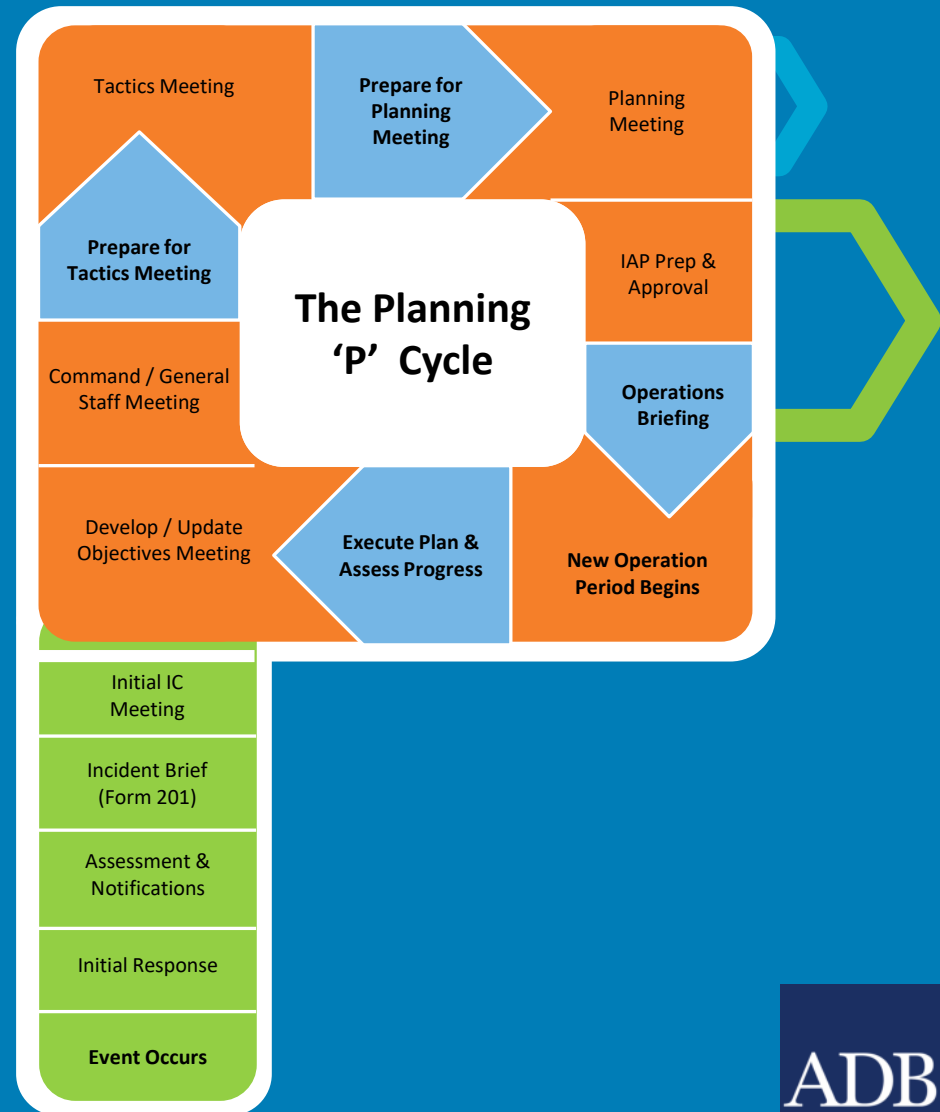 Tactics Meeting
Prepare for
Planning
Meeting
Planning
Meeting
Prepare for
Tactics Meeting
The Planning
‘P’ Cycle
IAP Prep &
Approval
Command / General
Staff Meeting
Operations
Briefing
Develop / Update
Objectives Meeting
Execute Plan &
Assess Progress
New Operation
Period Begins
Initial IC
Meeting
Incident Brief
(Form 201)
Assessment &
Notifications
Initial Response
Event Occurs
ADB